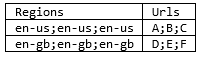 Regions Urls
en-us;en-us;en-us A;B;C
en-gb;en-gb;en-gb D;E;F